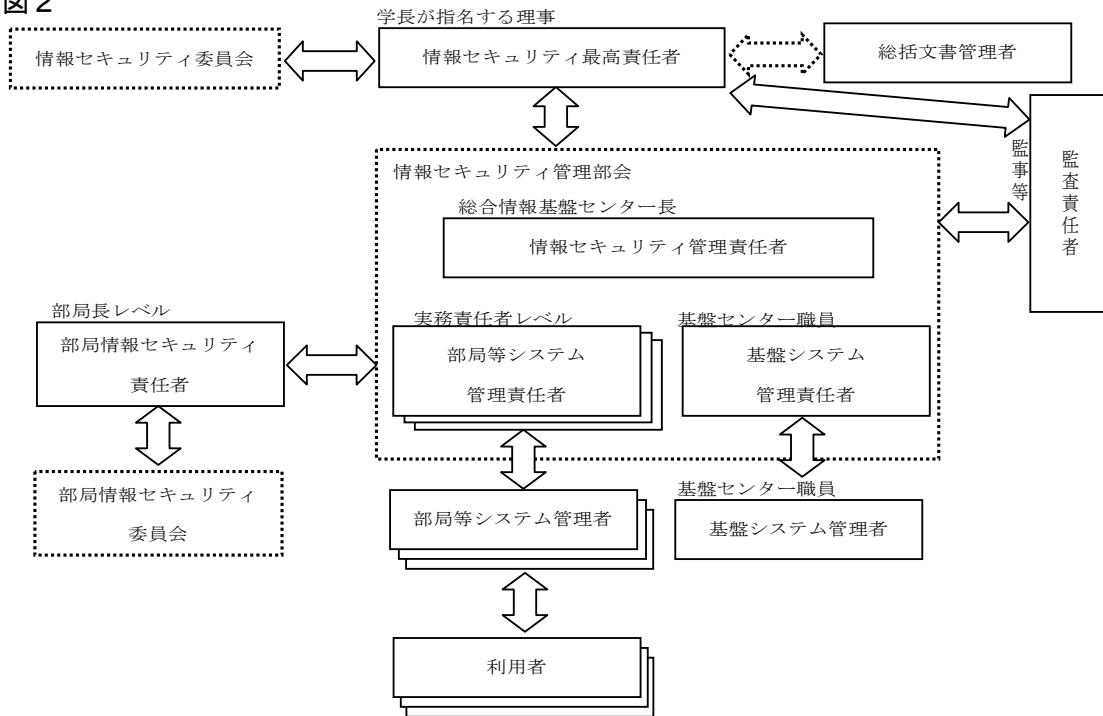 図2
学長が指名する理事
情報セキュリティ委員会
情報セキュリティ最高責任者
総括文書管理者
監事等
監査責任者
情報セキュリティ管理部会
総合情報基盤センター長
情報セキュリティ管理責任者
部局長レベル
部局情報セキュリティ
責任者
実務責任者レベル
部局等システム
管理責任者
基盤センター職員
基盤システム
管理責任者
部局情報セキュリティ
委員会
部局等システム管理者
基盤センター職員
基盤システム管理者
利用者